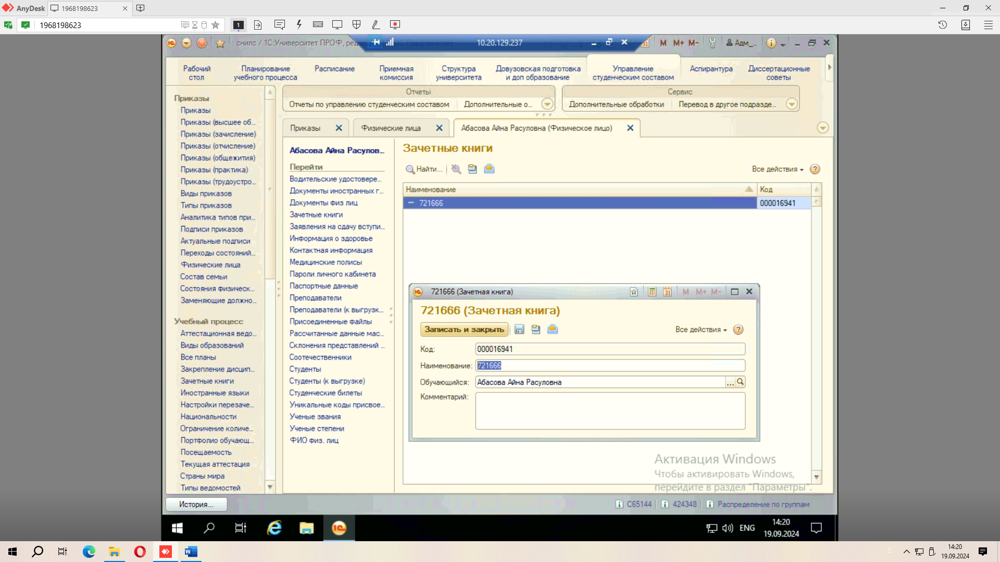 AnyDesk
1968198623
1968198623
1
снилс / 1С:Университет ПРОФ, редак
10.20.129.237
M M+ M-
Адм_...
Рабочий стол
Планирование учебного процесса
Расписание
Приемная комиссия
Структура университета
Довузовская подготовка и доп образование
Управление студенческим составом
Аспирантура
Диссертационные советы
Отчеты
Отчеты по управлению студенческим составом
Дополнительные о...
Сервис
Дополнительные обработки
Перевод в другое подразде...
Приказы
Приказы
Приказы (высшее об...
Приказы (зачисление)
Приказы (отчисление)
Приказы (общежития)
Приказы (практика)
Приказы (трудоустро...
Виды приказов
Типы приказов
Аналитика типов при...
Подписи приказов
Актуальные подписи
Переходы состояний...
Физические лица
Состав семьи
Состояния физическ...
Заменяющие должно...
Учебный процесс
Аттестационная ведо...
Виды образований
Все планы
Закрепление дисцип...
Зачетные книги
Иностранные языки
Настройки перезаче...
Национальности
Ограничение количе...
Портфолио обучающ...
Посещаемость
Текущая аттестация
Страны мира
Типы ведомостей
Приказы
Физические лица
Абасова Айна Расуловна (Физическое лицо)
Абасова Айна Расулов...
Перейти
Водительские удостовере...
Документы иностранных г...
Документы физ лиц
Зачетные книги
Заявления на сдачу вступи...
Информация о здоровье
Контактная информация
Медицинские полисы
Пароли личного кабинета
Паспортные данные
Преподаватели
Преподаватели (к выгрузк...
Присоединенные файлы
Рассчитанные данные мас...
Склонения представлений ...
Соотечественники
Студенты
Студенты (к выгрузке)
Студенческие билеты
Уникальные коды присвое...
Ученые звания
Ученые степени
ФИО физ. лиц
Зачетные книги
Найти...
Все действия
Наименование
Код
721666
000016941
721666 (Зачетная книга)
31
M M+ M-
721666 (Зачетная книга)
Записать и закрыть
Все действия
Код:
000016941
Наименование:
721666
Обучающийся:
Абасова Айна Расуловна
...
Комментарий:
Активация Windows
Чтобы активировать Windows,
перейдите в раздел "Параметры".
История...
C65144
424348
Распределение по группам
ENG
14:20
19.09.2024
EN
14:20
19.09.2024